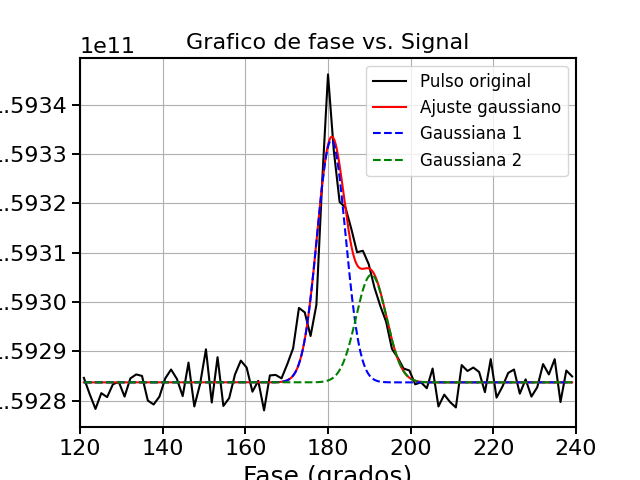 Grafico de fase vs. Signal
1e11
.5934
.5933
.5932
.5931
.5930
.5929
.5928
Pulso original
Ajuste gaussiano
Gaussiana 1
Gaussiana 2
120 140 160 180 200 220 240
Fase (grados)